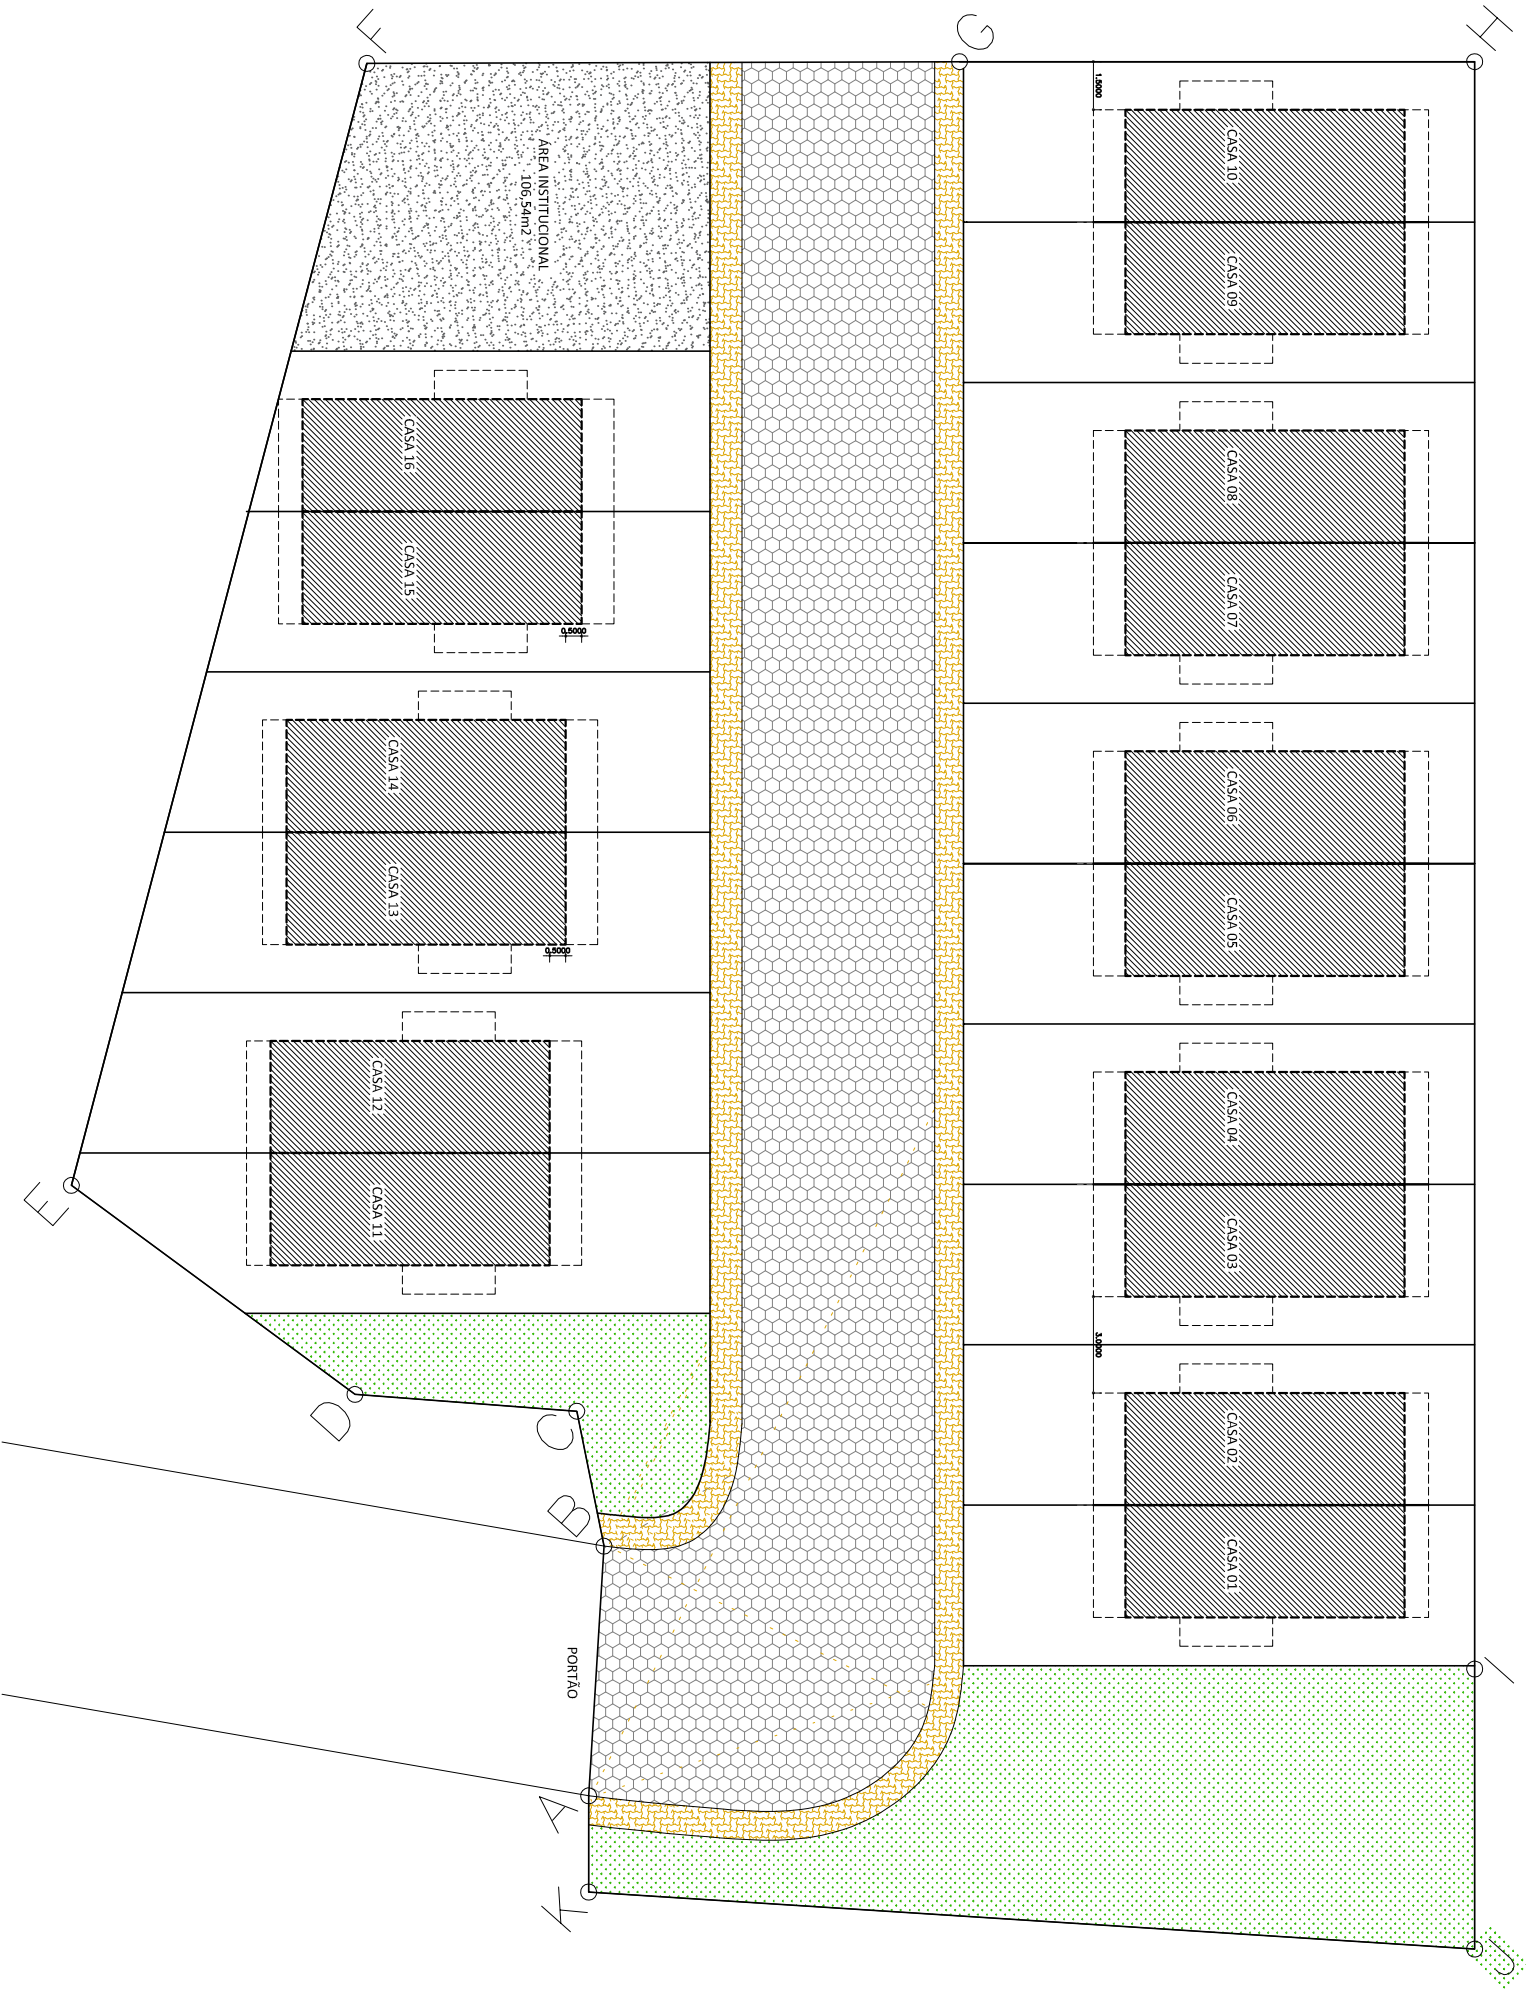 F
G
H
1.5000
CASA 10
CASA 09
ÁREA INSTITUCIONAL
106,54m2
CASA 16
CASA 15
0.5000
CASA 08
CASA 07
CASA 14
CASA 13
0.5000
CASA 06
CASA 05
CASA 12
CASA 11
CASA 04
CASA 03
3.0000
E
D
C
B
CASA 02
CASA 01
PORTÃO
I
A
K
J